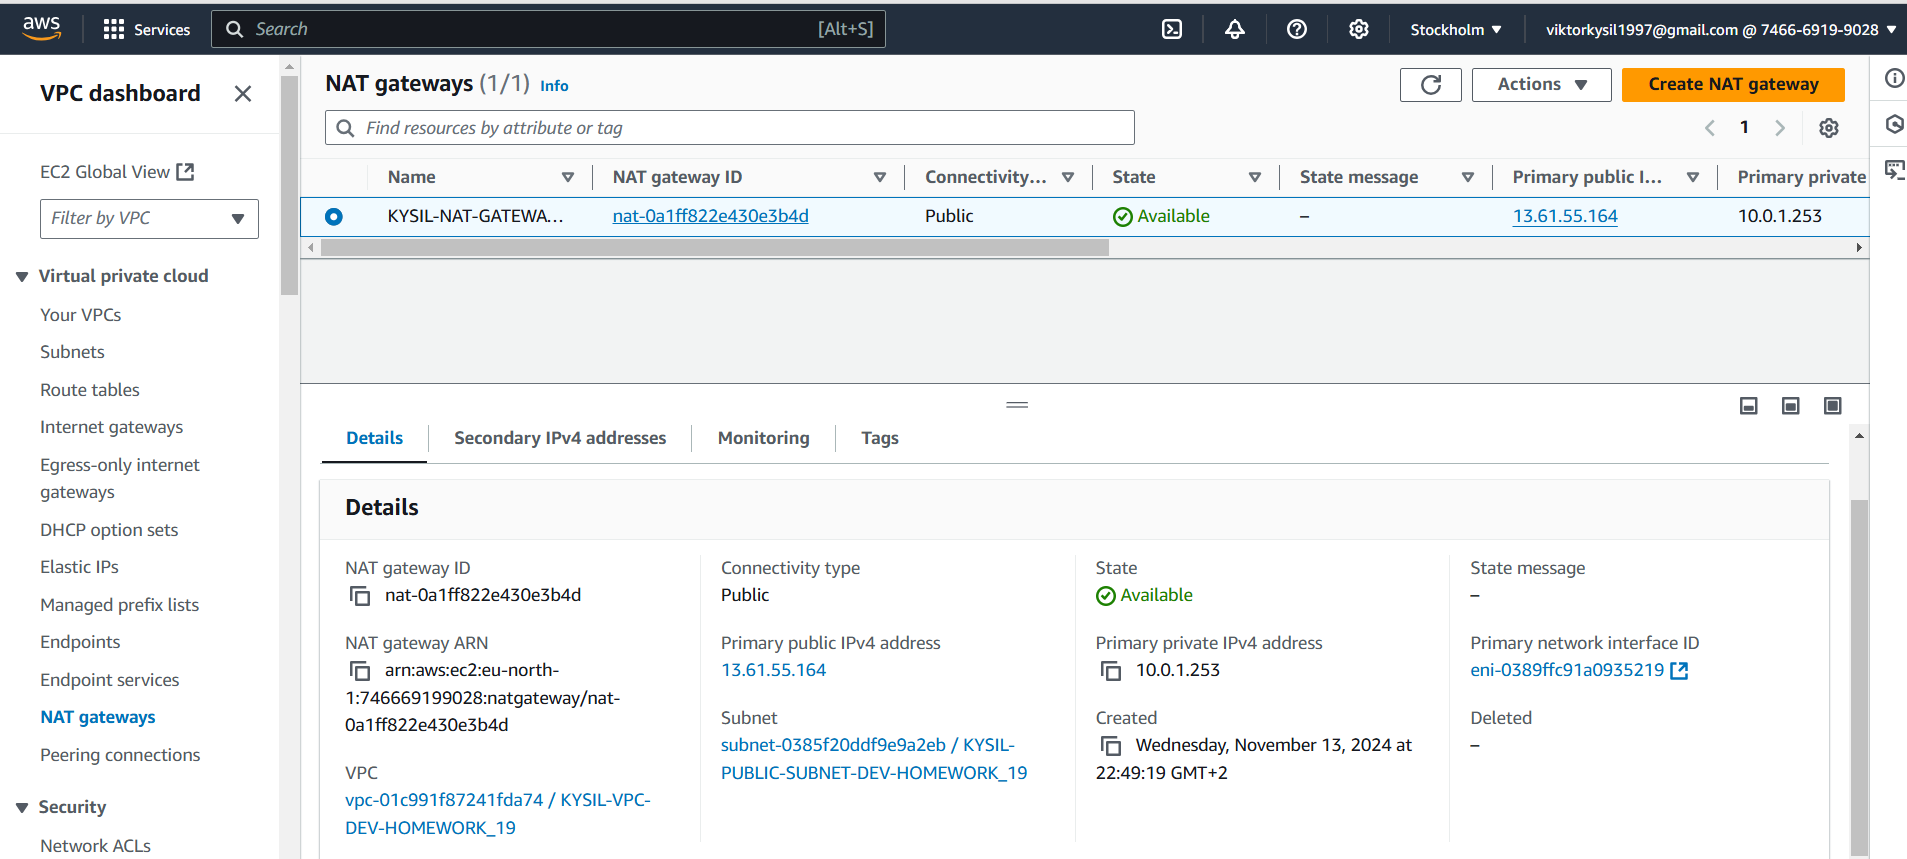 aws
Services
Search
[Alt+S]
Stockholm
viktorkysil1997@gmail.com @ 7466-6919-9028
VPC dashboard
EC2 Global View
Filter by VPC
Virtual private cloud
Your VPCs
Subnets
Route tables
Internet gateways
Egress-only internet
gateways
DHCP option sets
Elastic IPs
Managed prefix lists
Endpoints
Endpoint services
NAT gateways
Peering connections
Security
Network ACLs
NAT gateways (1/1) Info
Actions
Create NAT gateway
Find resources by attribute or tag
1
Name
NAT gateway ID
Connectivity...
State
State message
Primary public I...
Primary private
KYSIL-NAT-GATEWA...
nat-0a1ff822e430e3b4d
Public
Available
–
13.61.55.164
10.0.1.253
Details
Secondary IPv4 addresses
Monitoring
Tags
Details
NAT gateway ID
nat-0a1ff822e430e3b4d
NAT gateway ARN
arn:aws:ec2:eu-north-
1:746669199028:natgateway/nat-
0a1ff822e430e3b4d
VPC
vpc-01c991f87241fda74 / KYSIL-VPC-
DEV-HOMEWORK_19
Connectivity type
Public
Primary public IPv4 address
13.61.55.164
Subnet
subnet-0385f20ddf9e9a2eb / KYSIL-
PUBLIC-SUBNET-DEV-HOMEWORK_19
State
Available
Primary private IPv4 address
10.0.1.253
Created
Wednesday, November 13, 2024 at
22:49:19 GMT+2
State message
–
Primary network interface ID
eni-0389ffc91a0935219
Deleted
–